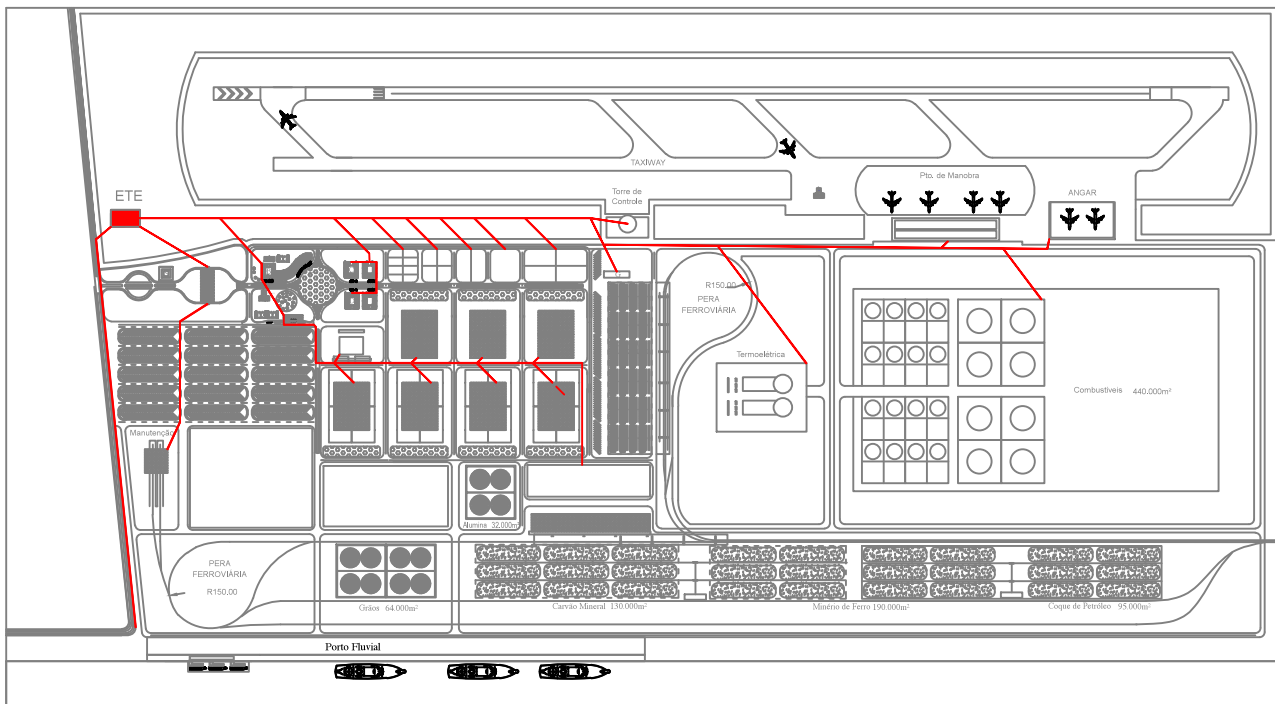 TAXIWAY
Pto. de Manobra
ETE
Torre de
Controle
ANGAR
R150.00
PERA
FERROVIÁRIA
Termoelétrica
Combustíveis 440.000m²
Manutenção
Alumina 32.000m²
PERA
FERROVIÁRIA
R150.00
Grãos 64.000m²
Carvão Mineral 130.000m²
Minério de Ferro 190.000m²
Coque de Petróleo 95.000m²
Porto Fluvial